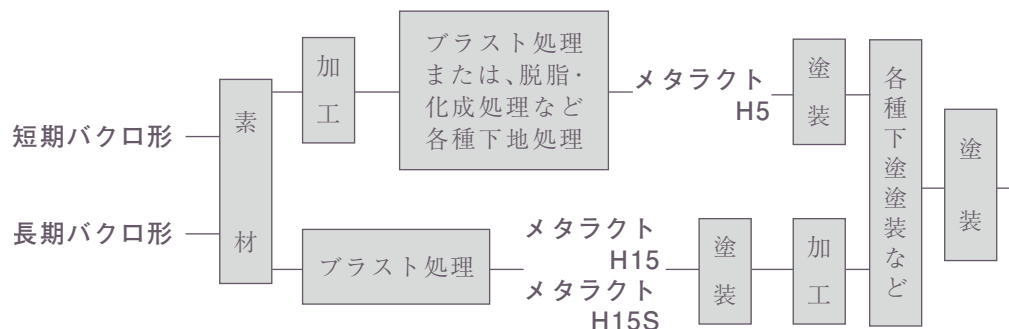 短期バクロ形
長期バクロ形
素材
加工
ブラスト処理
または、脱脂・
化成処理など
各種下地処理
メタラクト
H5
塗装
ブラスト処理
メタラクト
H15
メタラクト
H15S
塗装
加工
各種下塗塗装など
塗装